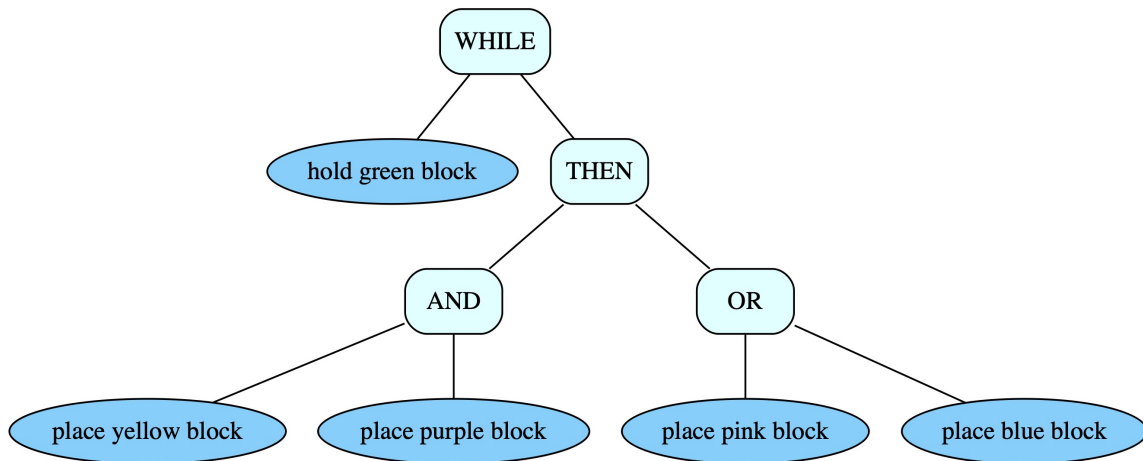 WHILE
hold green block
THEN
AND
OR
place yellow block
place purple block
place pink block
place blue block